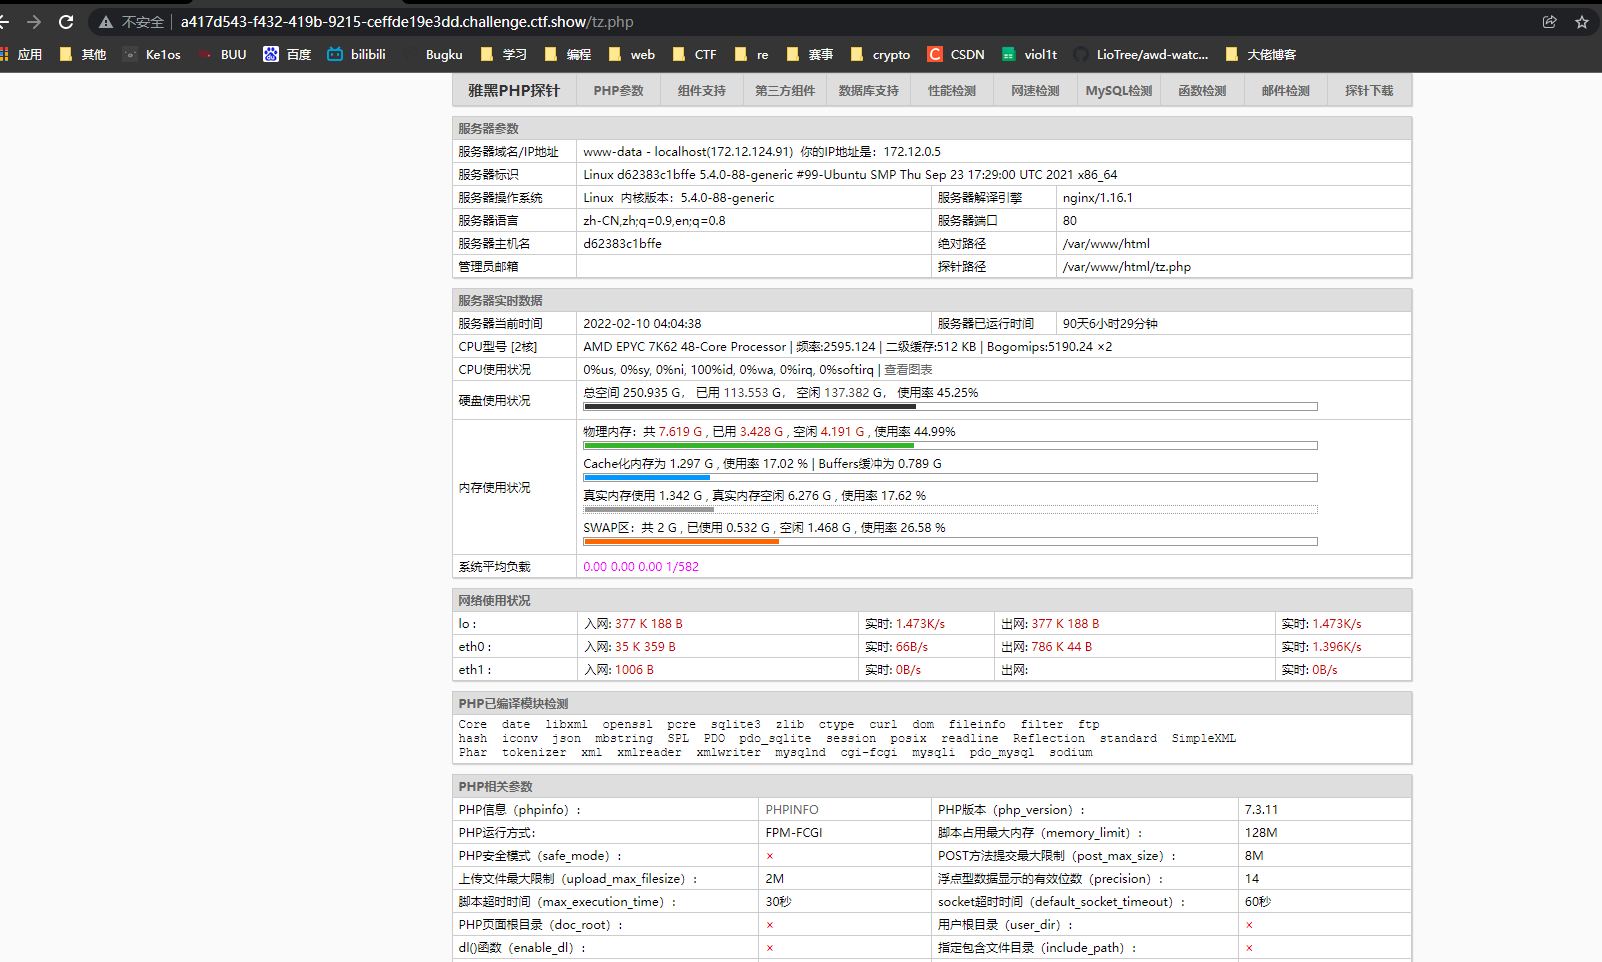 不安全 a417d543-f432-419b-9215-ceffde19e3dd.challenge.ctf.show/tz.php
应用 其他 Ke1os BUU 百度 bilibili Bugku 学习 编程 web CTF re 赛事 crypto CSDN viol1t LioTree/awd-watc... 大佬博客
雅黑PHP探针 PHP参数 组件支持 第三方组件 数据库支持 性能检测 网速检测 MySQL检测 函数检测 邮件检测 探针下载
服务器参数
服务器域名/IP地址 www-data - localhost(172.12.124.91) 你的IP地址是：172.12.0.5
服务器标识 Linux d62383c1bffe 5.4.0-88-generic #99-Ubuntu SMP Thu Sep 23 17:29:00 UTC 2021 x86_64
服务器操作系统 Linux 内核版本：5.4.0-88-generic 服务器解译引擎 nginx/1.16.1
服务器语言 zh-CN,zh;q=0.9,en;q=0.8 服务器端口 80
服务器主机名 d62383c1bffe 绝对路径 /var/www/html
管理员邮箱 探针路径 /var/www/html/tz.php
服务器实时数据
服务器当前时间 2022-02-10 04:04:38 服务器已运行时间 90天6小时29分钟
CPU型号 [2核] AMD EPYC 7K62 48-Core Processor | 频率:2595.124 | 二级缓存:512 KB | Bogomips:5190.24 ×2
CPU使用状况 0%us, 0%sy, 0%ni, 100%id, 0%wa, 0%irq, 0%softirq | 查看图表
硬盘使用状况 总空间 250.935 G， 已用 113.553 G， 空闲 137.382 G， 使用率 45.25%
内存使用状况 物理内存：共 7.619 G , 已用 3.428 G , 空闲 4.191 G , 使用率 44.99%
Cache化内存为 1.297 G , 使用率 17.02 % | Buffers缓冲为 0.789 G
真实内存使用 1.342 G , 真实内存空闲 6.276 G , 使用率 17.62 %
SWAP区：共 2 G , 已使用 0.532 G , 空闲 1.468 G , 使用率 26.58 %
系统平均负载 0.00 0.00 0.00 1/582
网络使用状况
lo : 入网: 377 K 188 B 实时: 1.473K/s 出网: 377 K 188 B 实时: 1.473K/s
eth0 : 入网: 35 K 359 B 实时: 66B/s 出网: 786 K 44 B 实时: 1.396K/s
eth1 : 入网: 1006 B 实时: 0B/s 出网: 实时: 0B/s
PHP已编译模块检测
Core date libxml openssl pcre sqlite3 zlib ctype curl dom fileinfo filter ftp
hash iconv json mbstring SPL PDO pdo_sqlite session posix readline Reflection standard SimpleXML
Phar tokenizer xml xmlreader xmlwriter mysqlnd cgi-fcgi mysqli pdo_mysql sodium
PHP相关参数
PHP信息（phpinfo）： PHPINFO PHP版本（php_version）： 7.3.11
PHP运行方式： FPM-FCGI 脚本占用最大内存（memory_limit）： 128M
PHP安全模式（safe_mode）： × POST方法提交最大限制（post_max_size）： 8M
上传文件最大限制（upload_max_filesize）： 2M 浮点型数据显示的有效位数（precision）： 14
脚本超时时间（max_execution_time）： 30秒 socket超时时间（default_socket_timeout）： 60秒
PHP页面根目录（doc_root）： × 用户根目录（user_dir）： ×
dl()函数（enable_dl）： × 指定包含文件目录（include_path）： ×